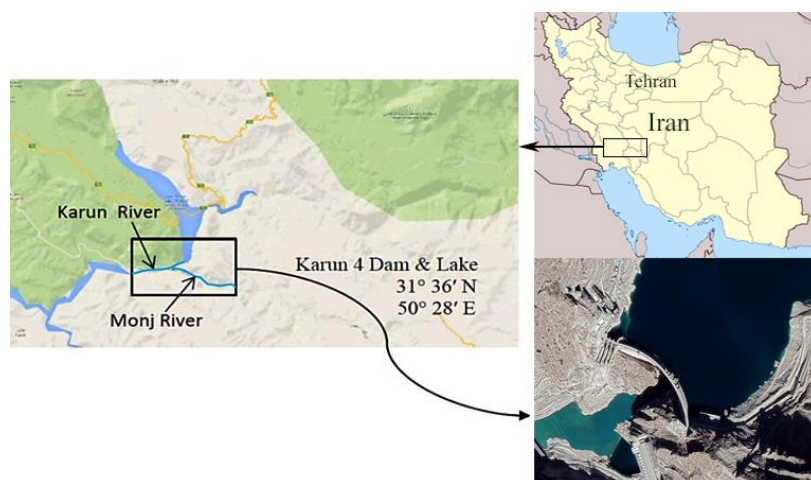 Karun River
Monj River
Karun 4 Dam & Lake
31° 36′ N
50° 28′ E
Tehran
Iran